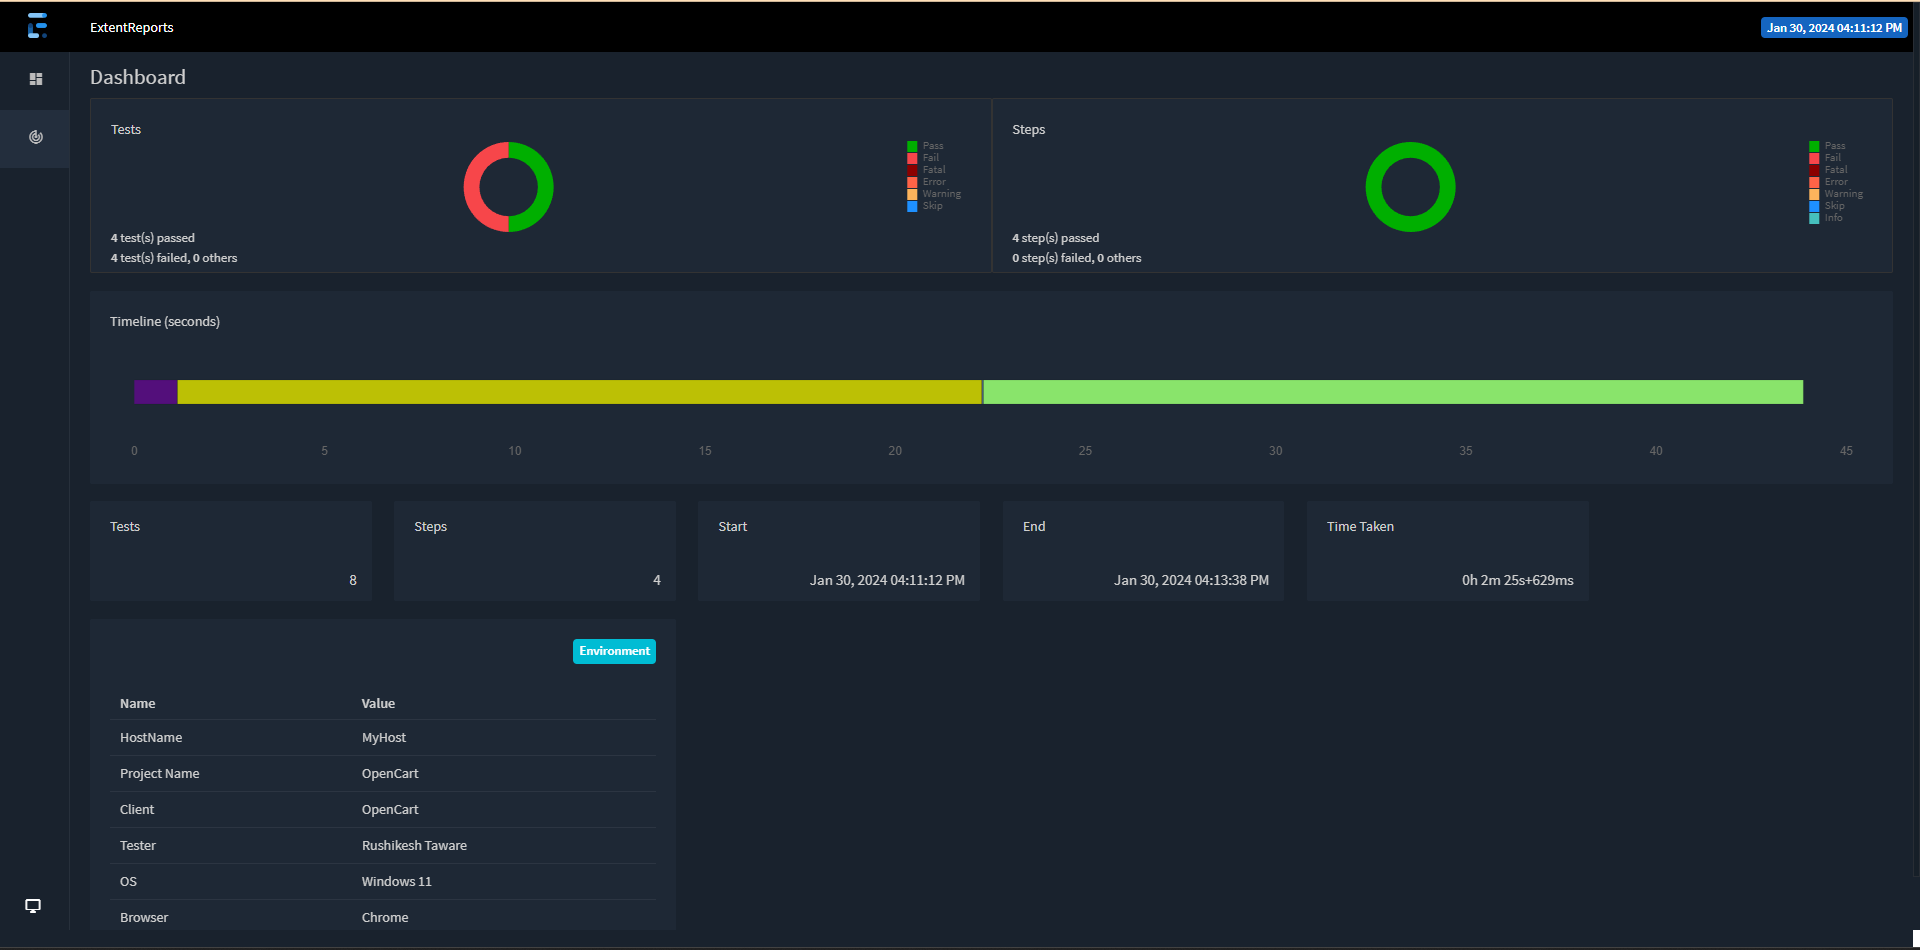 ExtentReports
Jan 30, 2024 04:11:12 PM
Dashboard
Tests
Pass
Fail
Fatal
Error
Warning
Skip
4 test(s) passed
4 test(s) failed, 0 others
Steps
Pass
Fail
Fatal
Error
Warning
Skip
Info
4 step(s) passed
0 step(s) failed, 0 others
Timeline (seconds)
0 5 10 15 20 25 30 35 40 45
Tests
8
Steps
4
Start
Jan 30, 2024 04:11:12 PM
End
Jan 30, 2024 04:13:38 PM
Time Taken
0h 2m 25s+629ms
Environment
Name Value
HostName MyHost
Project Name OpenCart
Client OpenCart
Tester Rushikesh Taware
OS Windows 11
Browser Chrome